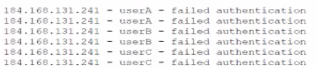 184.168.131.241 - userA - failed authentication
184.168.131.241 - userA - failed authentication
184.168.131.241 - userB - failed authentication
184.168.131.241 - userB - failed authentication
184.168.131.241 - userC - failed authentication
184.168.131.241 - userC - failed authentication